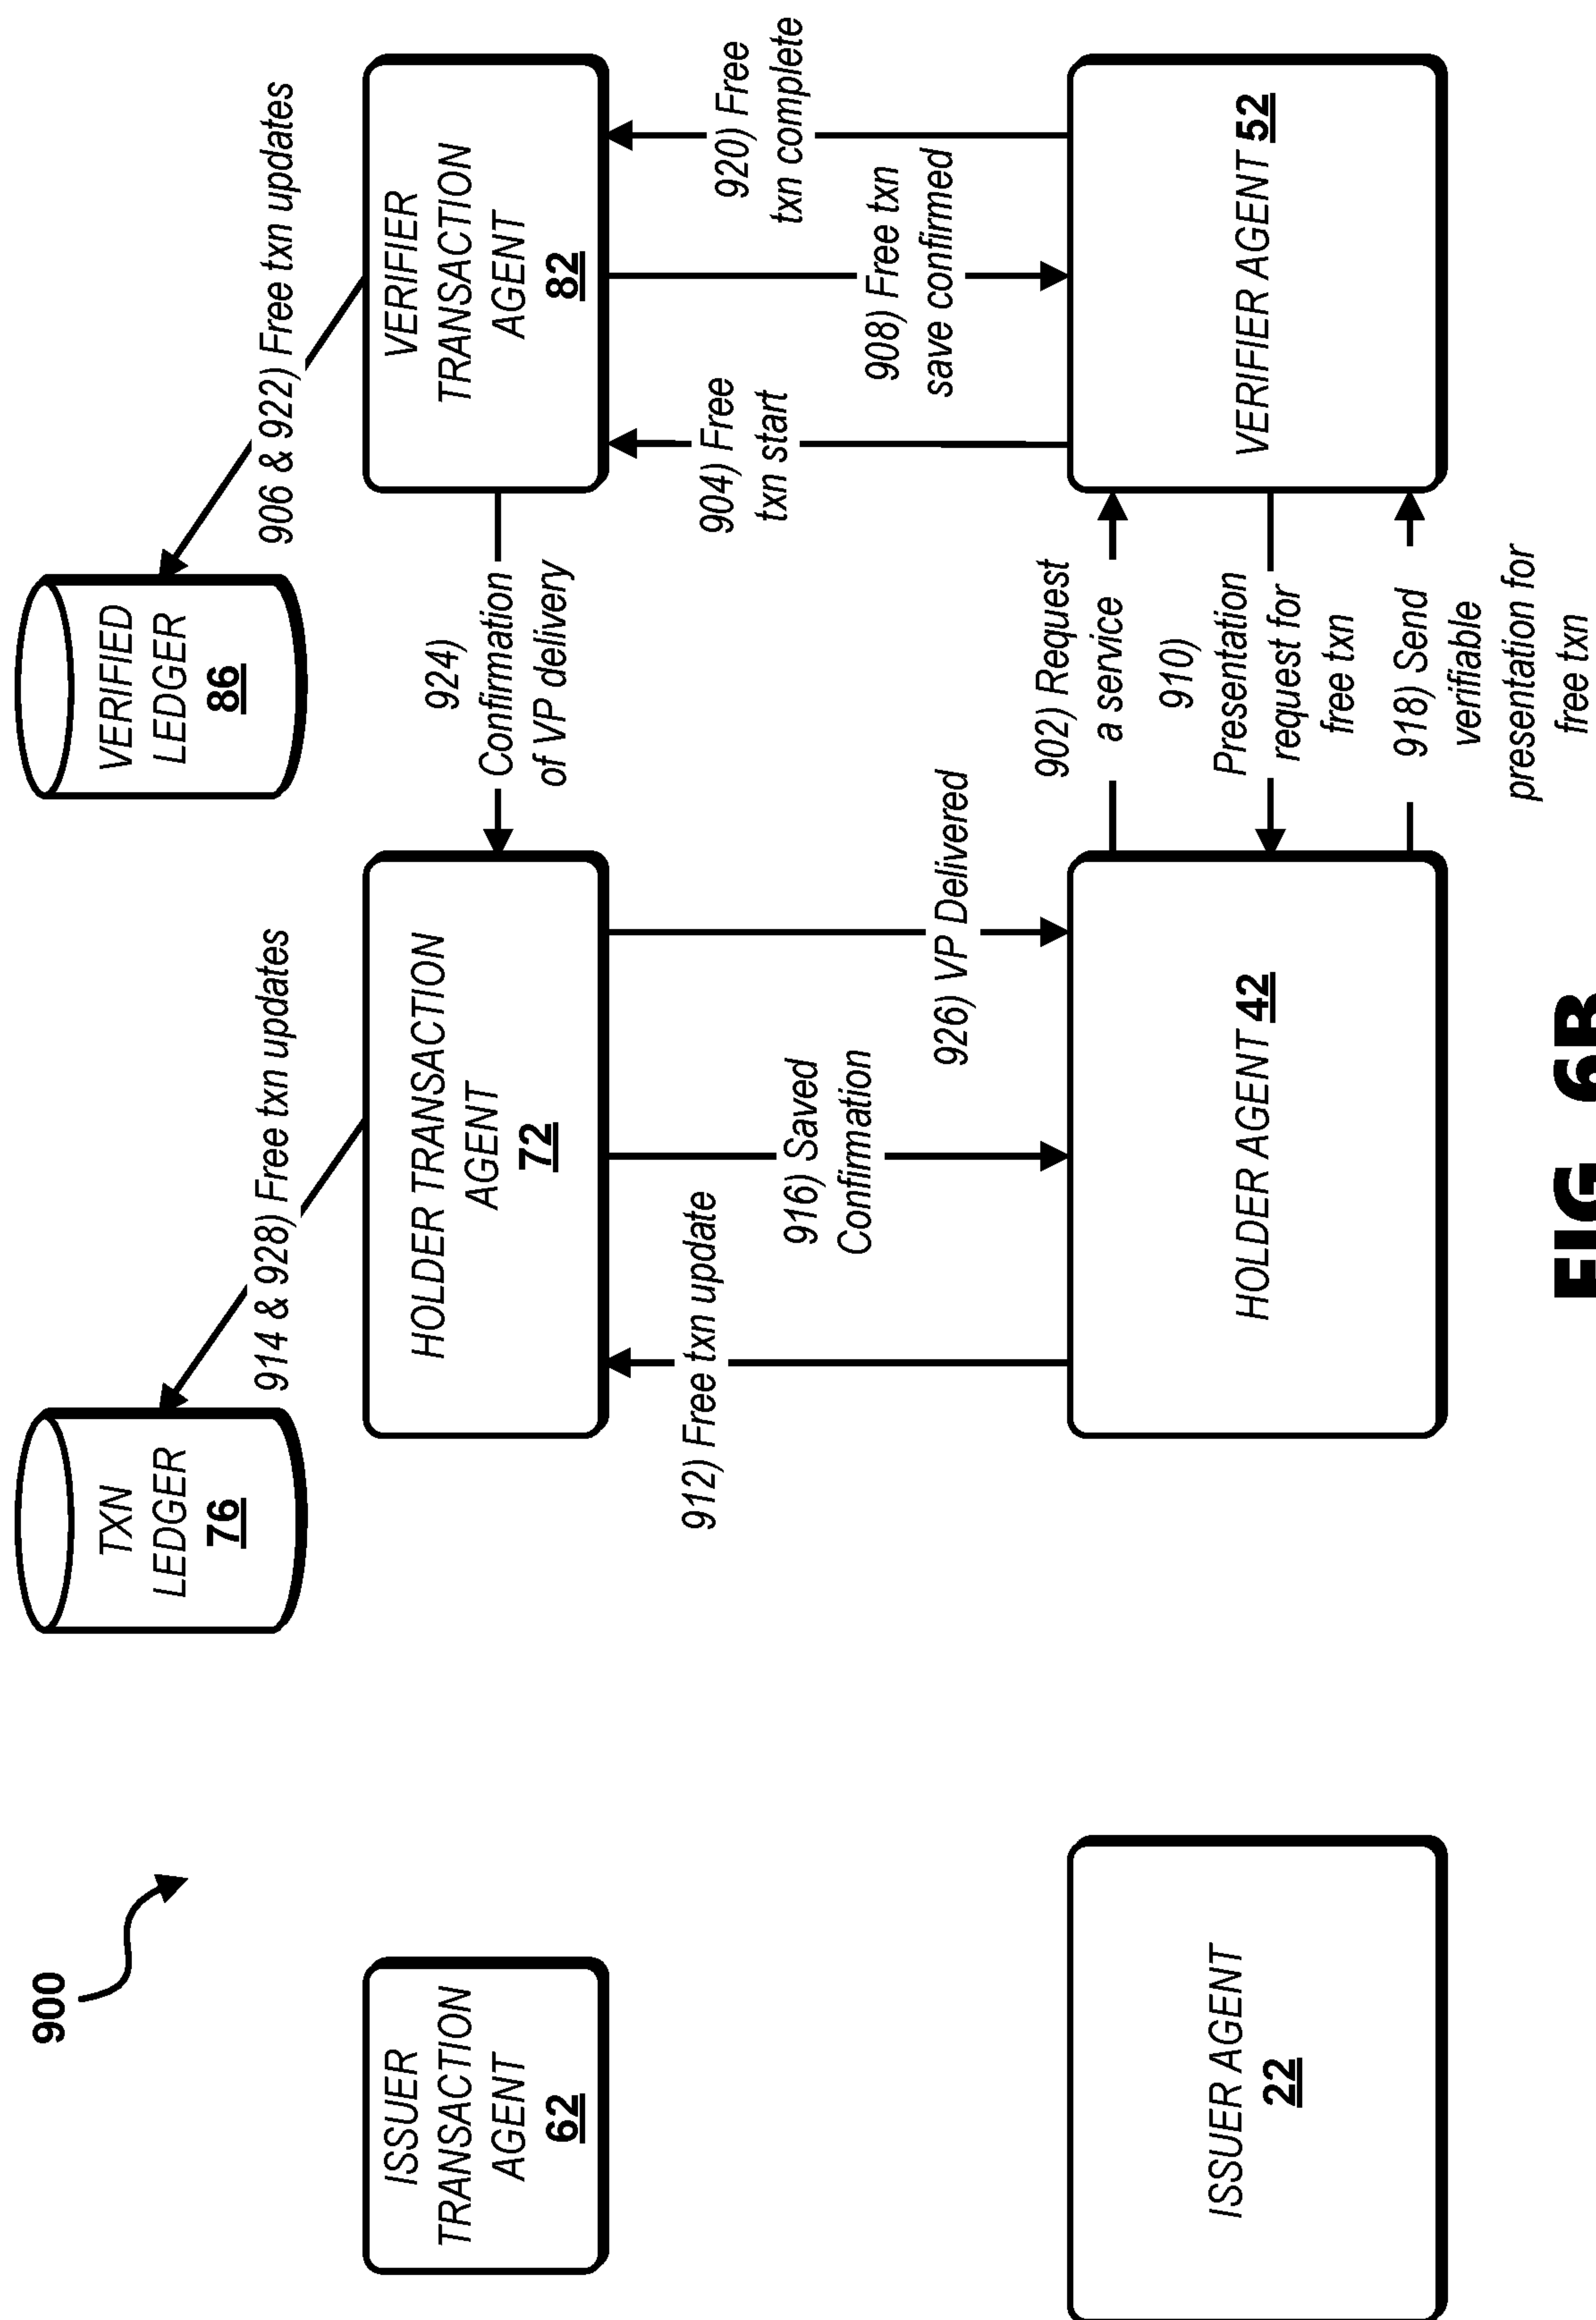 900
TXN
LEDGER
76
VERIFIED
LEDGER
86
914 & 928) Free txn updates
906 & 922) Free txn updates
ISSUER
TRANSACTION
AGENT
62
HOLDER TRANSACTION
AGENT
72
924)
Confirmation
of VP delivery
VERIFIER
TRANSACTION
AGENT
82
912) Free txn update
916) Saved
Confirmation
926) VP Delivered
904) Free
txn start
908) Free txn
save confirmed
920) Free
txn complete
ISSUER AGENT
22
HOLDER AGENT 42
902) Request
a service
910)
Presentation
request for
free txn
918) Send
verifiable
presentation for
free txn
VERIFIER AGENT 52
FIG. 6B